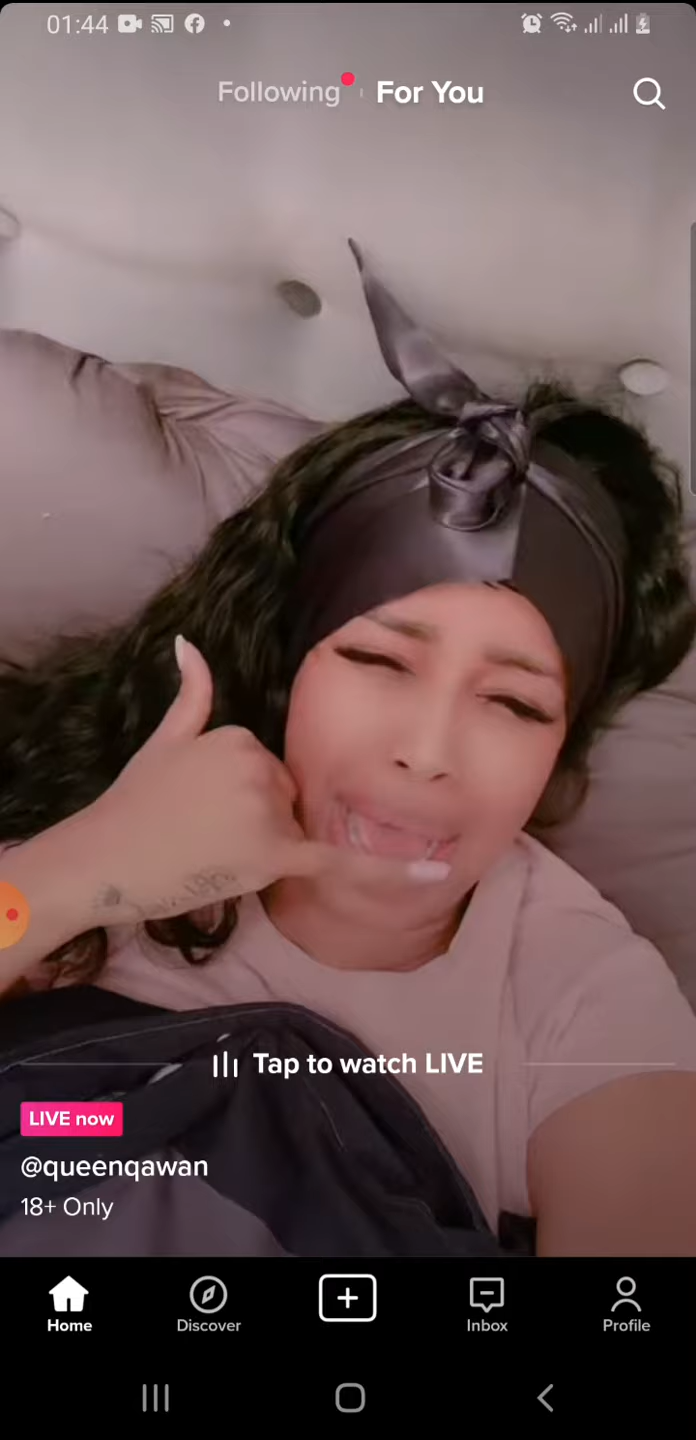 01:44
Following
For You
Tap to watch LIVE
LIVE now
@queenqawan
18+ Only
Home
Discover
Inbox
Profile